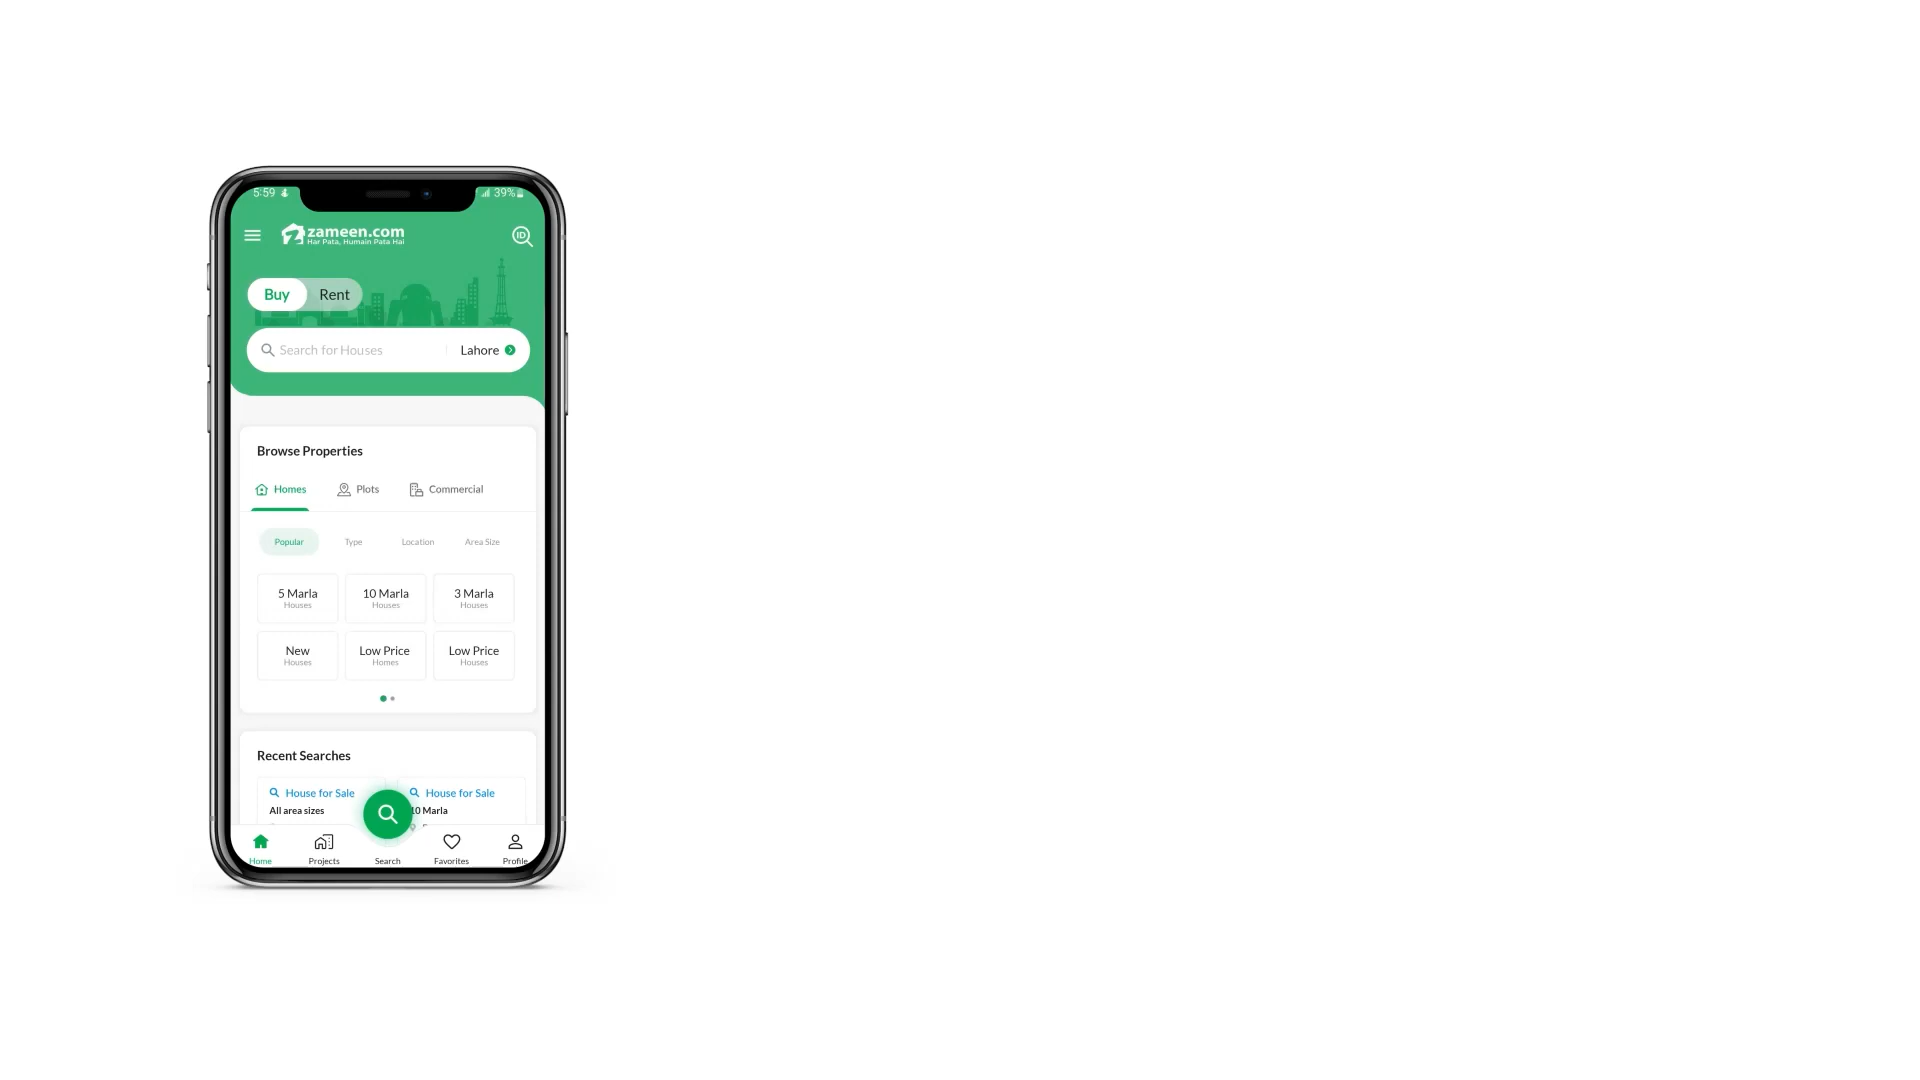 5:59
39%
zameen.com
Har Pata, Humain Pata Hai
ID
Buy Rent
Search for Houses Lahore
Browse Properties
Homes Plots Commercial
Popular Type Location Area Size
5 Marla 10 Marla 3 Marla
Houses Houses Houses
New Low Price Low Price
Houses Homes Houses
Recent Searches
House for Sale House for Sale
All area sizes 10 Marla
Home Projects Search Favorites Profile